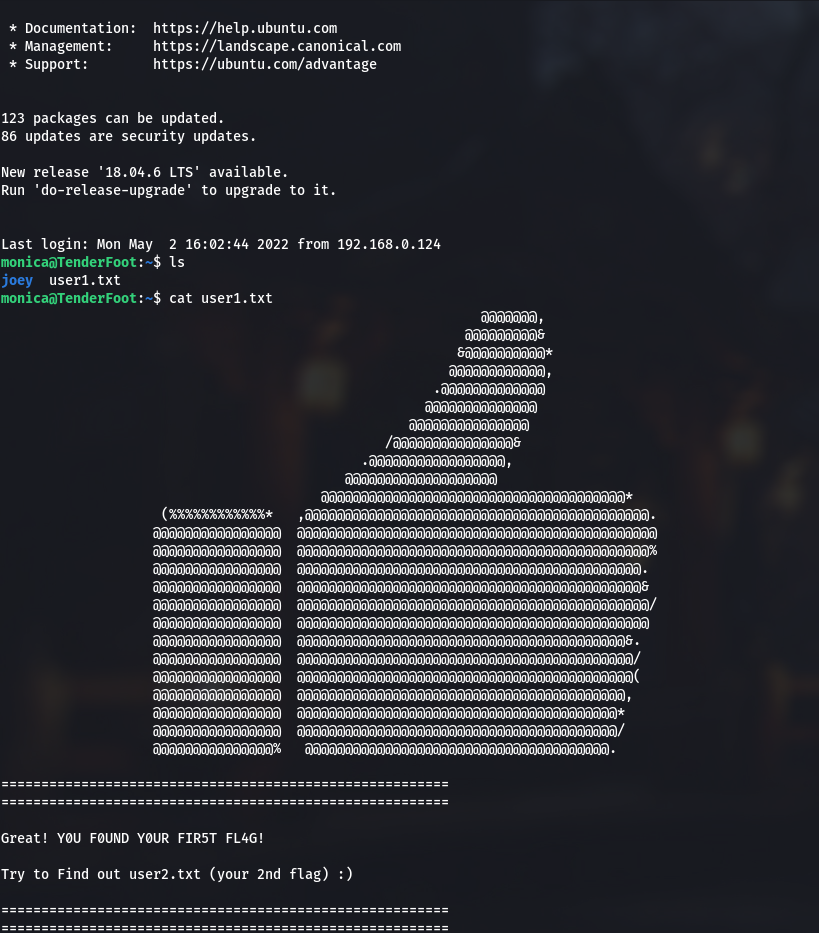 * Documentation:  https://help.ubuntu.com
* Management:     https://landscape.canonical.com
* Support:        https://ubuntu.com/advantage
123 packages can be updated.
86 updates are security updates.
New release '18.04.6 LTS' available.
Run 'do-release-upgrade' to upgrade to it.
Last login: Mon May  2 16:02:44 2022 from 192.168.0.124
monica@TenderFoot:~$ ls
joey  user1.txt
monica@TenderFoot:~$ cat user1.txt
========================================================
========================================================
Great! Y0U F0UND Y0UR FIR5T FL4G!
Try to Find out user2.txt (your 2nd flag) :)
========================================================
========================================================